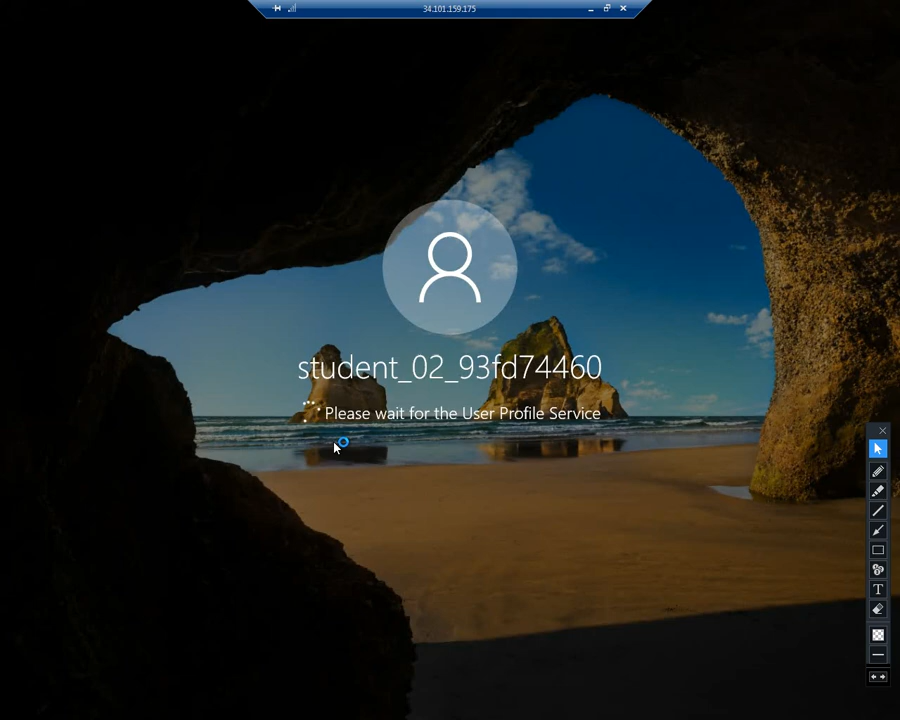 34.101.159.175
student_02_93fd74460
Please wait for the User Profile Service
T